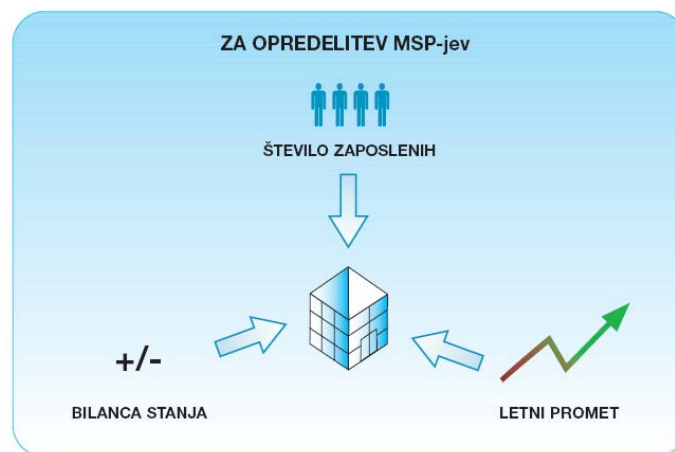 ZA OPREDELITEV MSP-jev
ŠTEVILO ZAPOSLENIH
+/-
BILANCA STANJA
LETNI PROMET